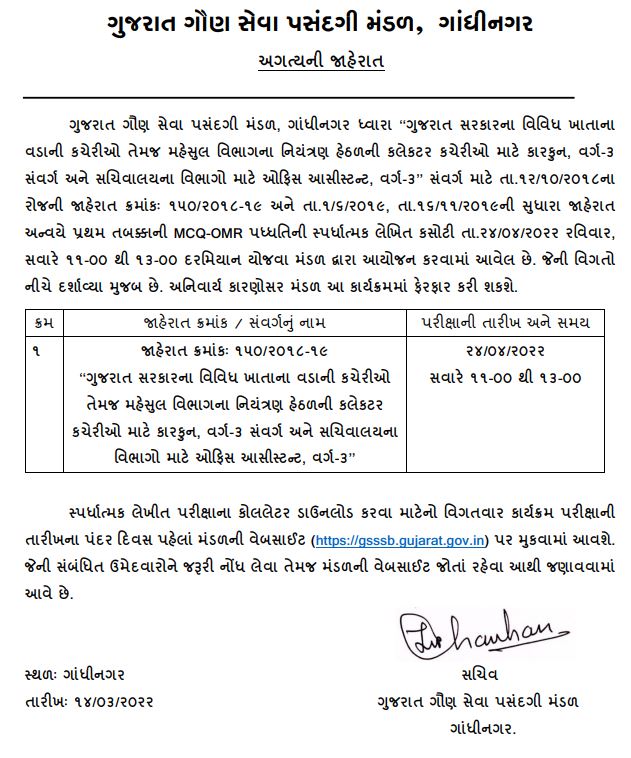 ગુજરાત ગૌણ સેવા પસંદગી મંડળ, ગાંધીનગર
અગત્યની જાહેરાત
ગુજરાત ગૌણ સેવા પસંદગી મંડળ, ગાંધીનગર ધ્વારા “ગુજરાત સરકારના વિવિધ ખાતાના
વડાની કચેરીઓ તેમજ મહેસુલ વિભાગના નિયંત્રણ હેઠળની કલેકટર કચેરીઓ માટે કારકુન, વર્ગ-૩
સંવર્ગ અને સચિવાલયના વિભાગો માટે ઓફિસ આસીસ્ટન્ટ, વર્ગ-૩” સંવર્ગ માટે તા.૧૨/૧૦/૨૦૧૮ના
રોજની જાહેરાત ક્રમાંકઃ ૧૫૦/૨૦૧૮-૧૯ અને તા.૧/૬/૨૦૧૯, તા.૧૬/૧૧/૨૦૧૯ની સુધારા જાહેરાત
અન્વયે પ્રથમ તબક્કાની MCQ-OMR પધ્ધતિની સ્પર્ધાત્મક લેખિત કસોટી તા.૨૪/૦૪/૨૦૨૨ રવિવાર,
સવારે ૧૧-૦૦ થી ૧૩-૦૦ દરમિયાન યોજવા મંડળ દ્વારા આયોજન કરવામાં આવેલ છે. જેની વિગતો
નીચે દર્શાવ્યા મુજબ છે. અનિવાર્ય કારણોસર મંડળ આ કાર્યક્રમમાં ફેરફાર કરી શકશે.
ક્રમ જાહેરાત ક્રમાંક / સંવર્ગનું નામ પરીક્ષાની તારીખ અને સમય
૧ જાહેરાત ક્રમાંકઃ ૧૫૦/૨૦૧૮-૧૯ ૨૪/૦૪/૨૦૨૨
“ગુજરાત સરકારના વિવિધ ખાતાના વડાની કચેરીઓ સવારે ૧૧-૦૦ થી ૧૩-૦૦
તેમજ મહેસુલ વિભાગના નિયંત્રણ હેઠળની કલેકટર
કચેરીઓ માટે કારકુન, વર્ગ-૩ સંવર્ગ અને સચિવાલયના
વિભાગો માટે ઓફિસ આસીસ્ટન્ટ, વર્ગ-૩”
સ્પર્ધાત્મક લેખીત પરીક્ષાના કોલલેટર ડાઉનલોડ કરવા માટેનો વિગતવાર કાર્યક્રમ પરીક્ષાની
તારીખના પંદર દિવસ પહેલાં મંડળની વેબસાઈટ (https://gsssb.gujarat.gov.in) પર મુકવામાં આવશે.
જેની સંબંધિત ઉમેદવારોને જરૂરી નોંધ લેવા તેમજ મંડળની વેબસાઈટ જોતાં રહેવા આથી જણાવવામાં
આવે છે.
સ્થળઃ ગાંધીનગર સચિવ
તારીખઃ ૧૪/૦૩/૨૦૨૨ ગુજરાત ગૌણ સેવા પસંદગી મંડળ
ગાંધીનગર.